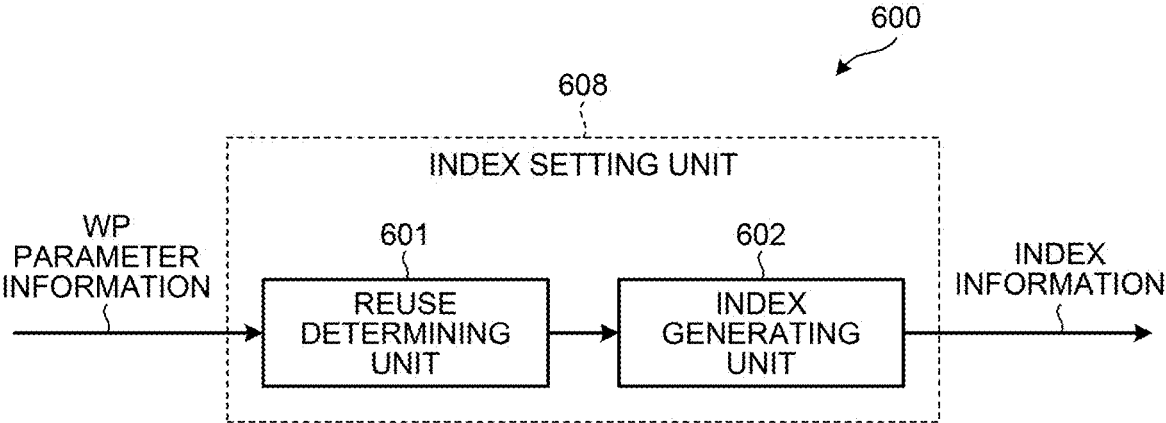 600
608
INDEX SETTING UNIT
WP
PARAMETER
INFORMATION
601
REUSE
DETERMINING
UNIT
602
INDEX
GENERATING
UNIT
INDEX
INFORMATION